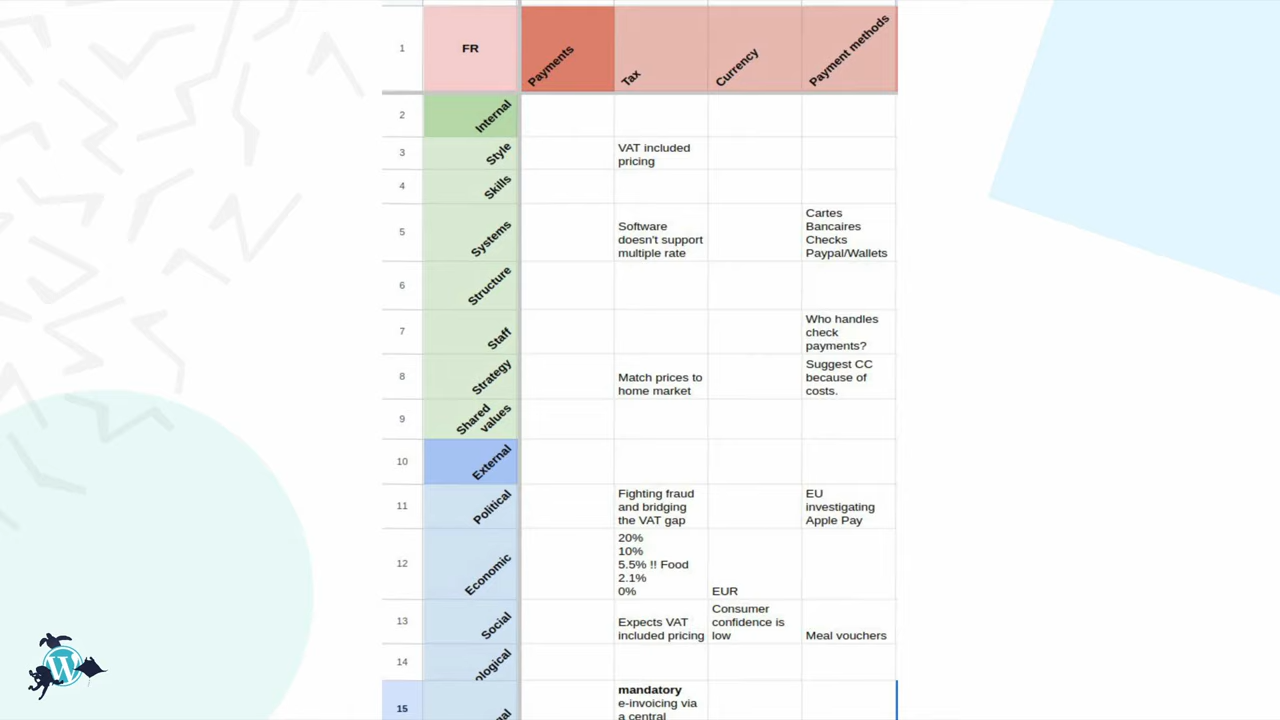 1
FR
Payments
Tax
Currency
Payment methods
2
Internal
3
Style
VAT included
pricing
4
Skills
5
Systems
Software
doesn't support
multiple rate
Cartes
Bancaires
Checks
Paypal/Wallets
6
Structure
7
Staff
Who handles
check
payments?
8
Strategy
Match prices to
home market
Suggest CC
because of
costs.
9
Shared
values
10
External
11
Political
Fighting fraud
and bridging
the VAT gap
EU
investigating
Apple Pay
12
Economic
20%
10%
5.5% !! Food
2.1%
0%
EUR
13
Social
Expects VAT
included pricing
Consumer
confidence is
low
Meal vouchers
14
ological
15
gal
mandatory
e-invoicing via
a central
W